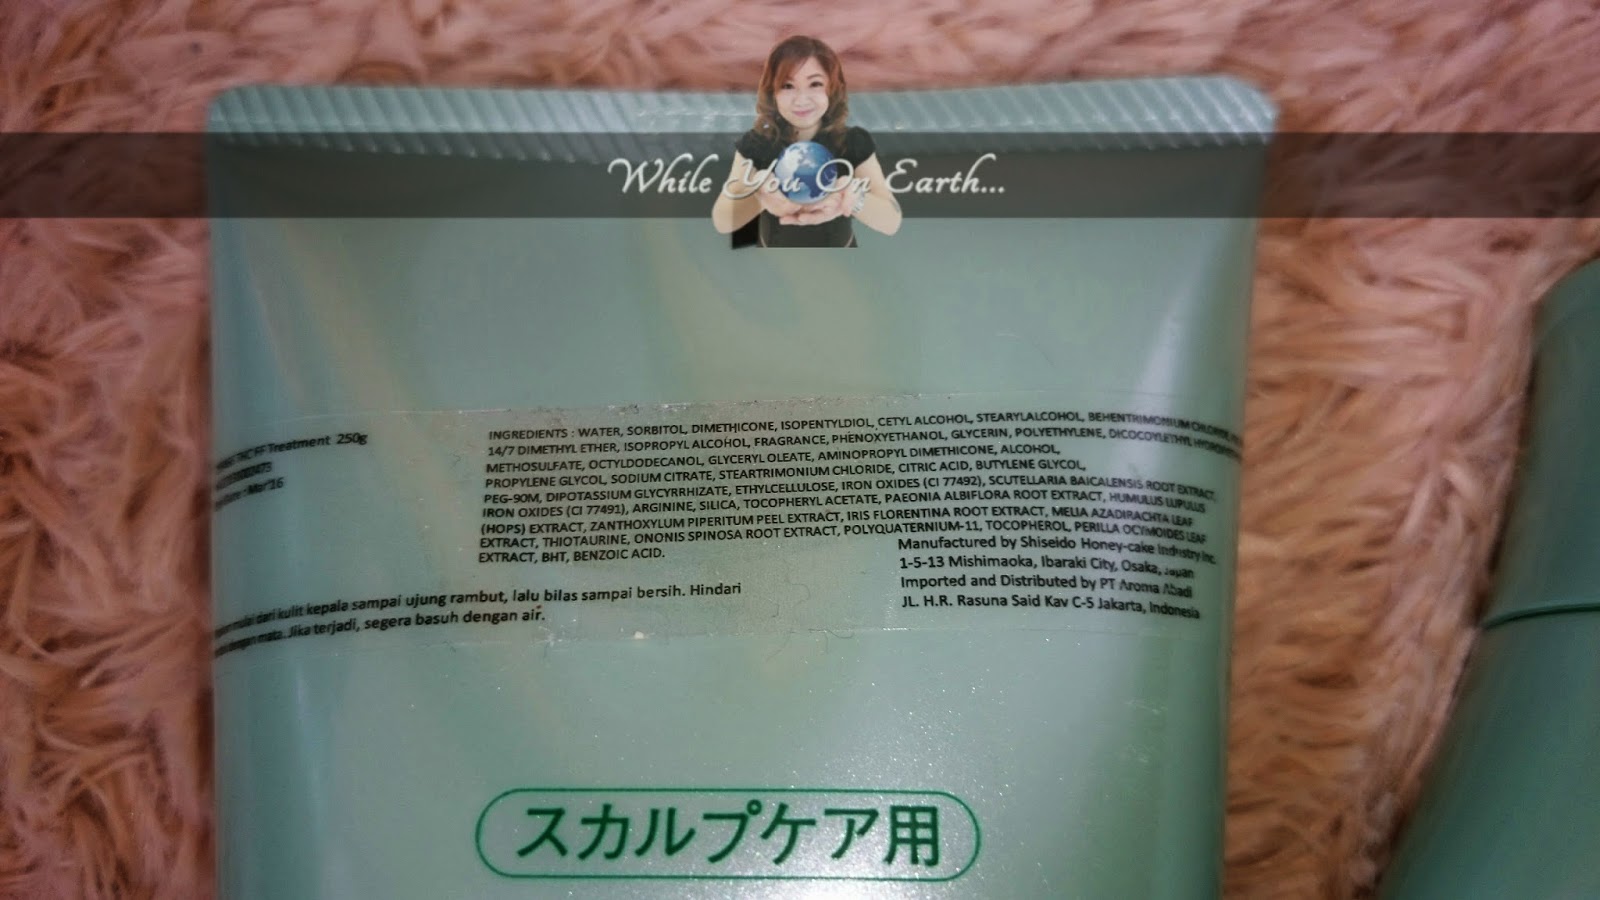 While You On Earth...
Treatment 250g
Mar'16
INGREDIENTS : WATER, SORBITOL, DIMETHICONE, ISOPENTYLDIOL, CETYL ALCOHOL, STEARYLALCOHOL, BEHENTRIMONIUM CHLORIDE,
14/7 DIMETHYL ETHER, ISOPROPYL ALCOHOL, FRAGRANCE, PHENOXYETHANOL, GLYCERIN, POLYETHYLENE, DICOCOYLETHYL
METHOSULFATE, OCTYLDODECANOL, GLYCERYL OLEATE, AMINOPROPYL DIMETHICONE, ALCOHOL,
PROPYLENE GLYCOL, SODIUM CITRATE, STEARTRIMONIUM CHLORIDE, CITRIC ACID, BUTYLENE GLYCOL,
PEG-90M, DIPOTASSIUM GLYCYRRHIZATE, ETHYLCELLULOSE, IRON OXIDES (CI 77492), SCUTELLARIA BAICALENSIS ROOT EXTRACT,
IRON OXIDES (CI 77491), ARGININE, SILICA, TOCOPHERYL ACETATE, PAEONIA ALBIFLORA ROOT EXTRACT, HUMULUS LUPULUS
(HOPS) EXTRACT, ZANTHOXYLUM PIPERITUM PEEL EXTRACT, IRIS FLORENTINA ROOT EXTRACT, MELIA AZADIRACHTA LEAF
EXTRACT, THIOTAURINE, ONONIS SPINOSA ROOT EXTRACT, POLYQUATERNIUM-11, TOCOPHEROL, PERILLA OCYMOIDES LEAF
EXTRACT, BHT, BENZOIC ACID.
Manufactured by Shiseido Honey-cake Industry Inc.
1-5-13 Mishimaoka, Ibaraki City, Osaka, Japan
Imported and Distributed by PT Aroma Abadi
JL. H.R. Rasuna Said Kav C-5 Jakarta, Indonesia
mulai dari kulit kepala sampai ujung rambut, lalu bilas sampai bersih. Hindari
dengan mata. Jika terjadi, segera basuh dengan air.
スカルプケア用